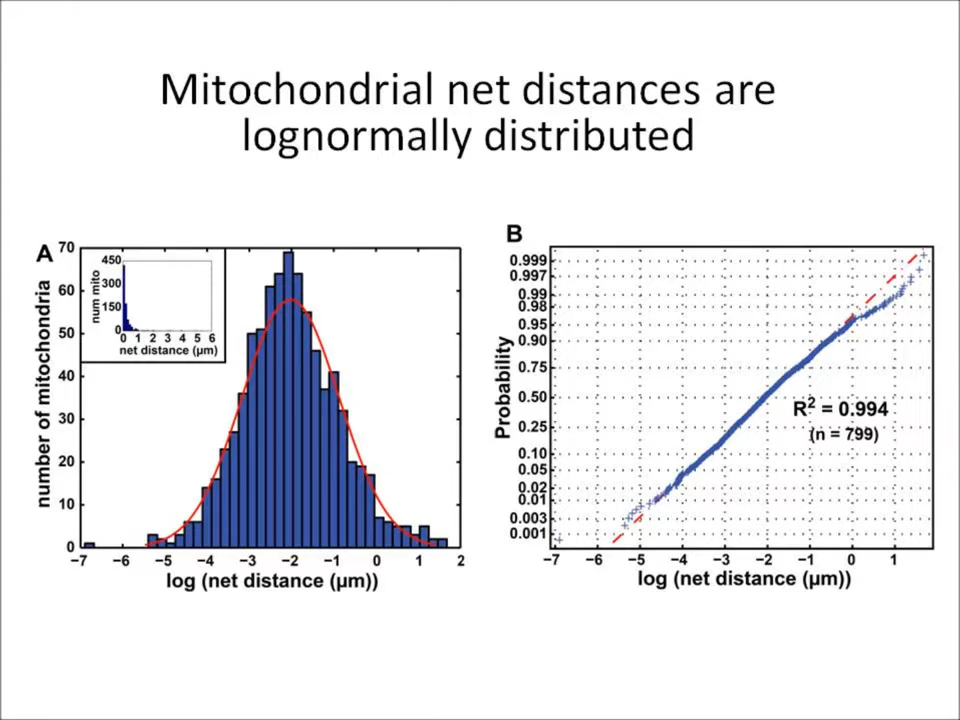 Mitochondrial net distances are
lognormally distributed
A
number of mitochondria
70
60
50
40
30
20
10
0
−7 −6 −5 −4 −3 −2 −1 0 1 2
log (net distance (µm))
num mito
450
300
150
0
0 1 2 3 4 5 6
net distance (µm)
B
Probability
0.999
0.997
0.99
0.98
0.95
0.90
0.75
0.50
0.25
0.10
0.05
0.02
0.01
0.003
0.001
R² = 0.994
(n = 799)
−7 −6 −5 −4 −3 −2 −1 0 1
log (net distance (µm))